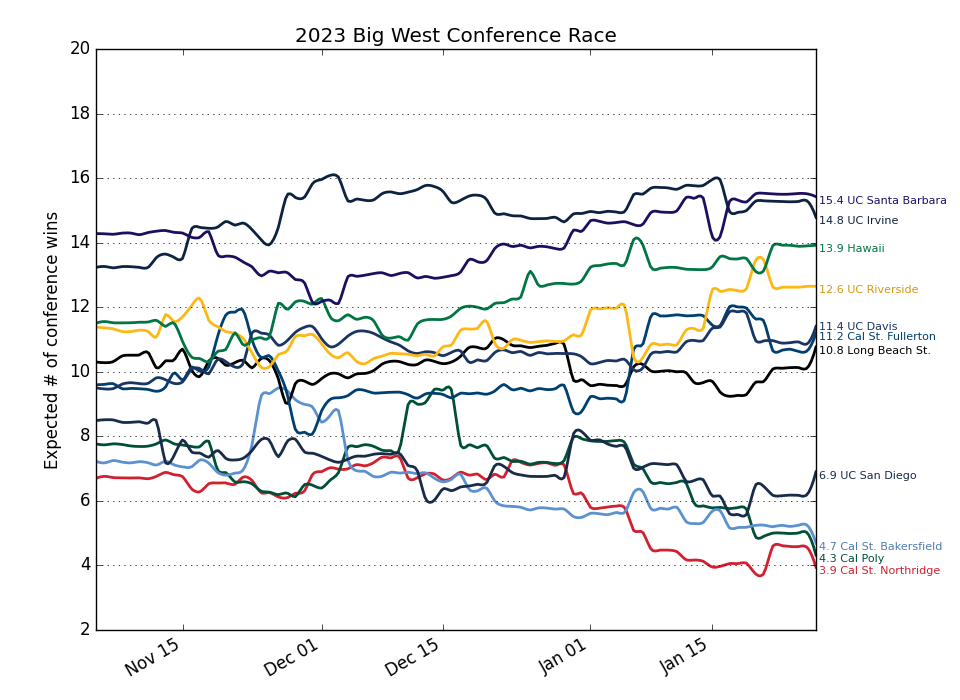 2023 Big West Conference Race
Expected # of conference wins
20
18
16
14
12
10
8
6
4
2
Nov 15
Dec 01
Dec 15
Jan 01
Jan 15
15.4 UC Santa Barbara
14.8 UC Irvine
13.9 Hawaii
12.6 UC Riverside
11.4 UC Davis
11.2 Cal St. Fullerton
10.8 Long Beach St.
6.9 UC San Diego
4.7 Cal St. Bakersfield
4.3 Cal Poly
3.9 Cal St. Northridge